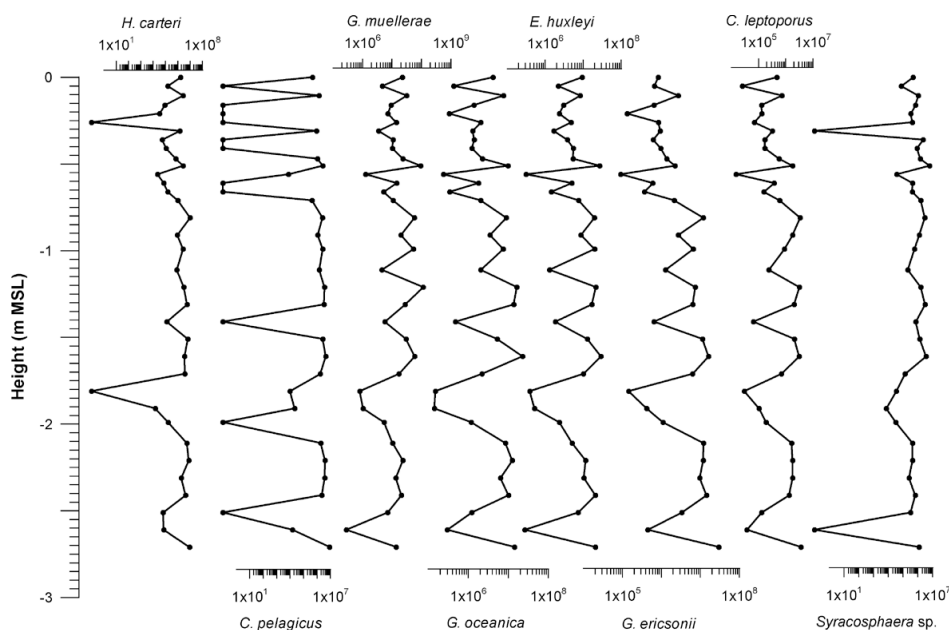 H. carteri
G. muellerae
E. huxleyi
C. leptoporus
1x10¹ 1x10⁸
1x10⁶ 1x10⁹
1x10⁶ 1x10⁸
1x10⁵ 1x10⁷
0
-1
-2
-3
Height (m MSL)
1x10¹ 1x10⁷
1x10⁶ 1x10⁸
1x10⁵ 1x10⁸
1x10¹ 1x10⁷
C. pelagicus
G. oceanica
G. ericsonii
Syracosphaera sp.